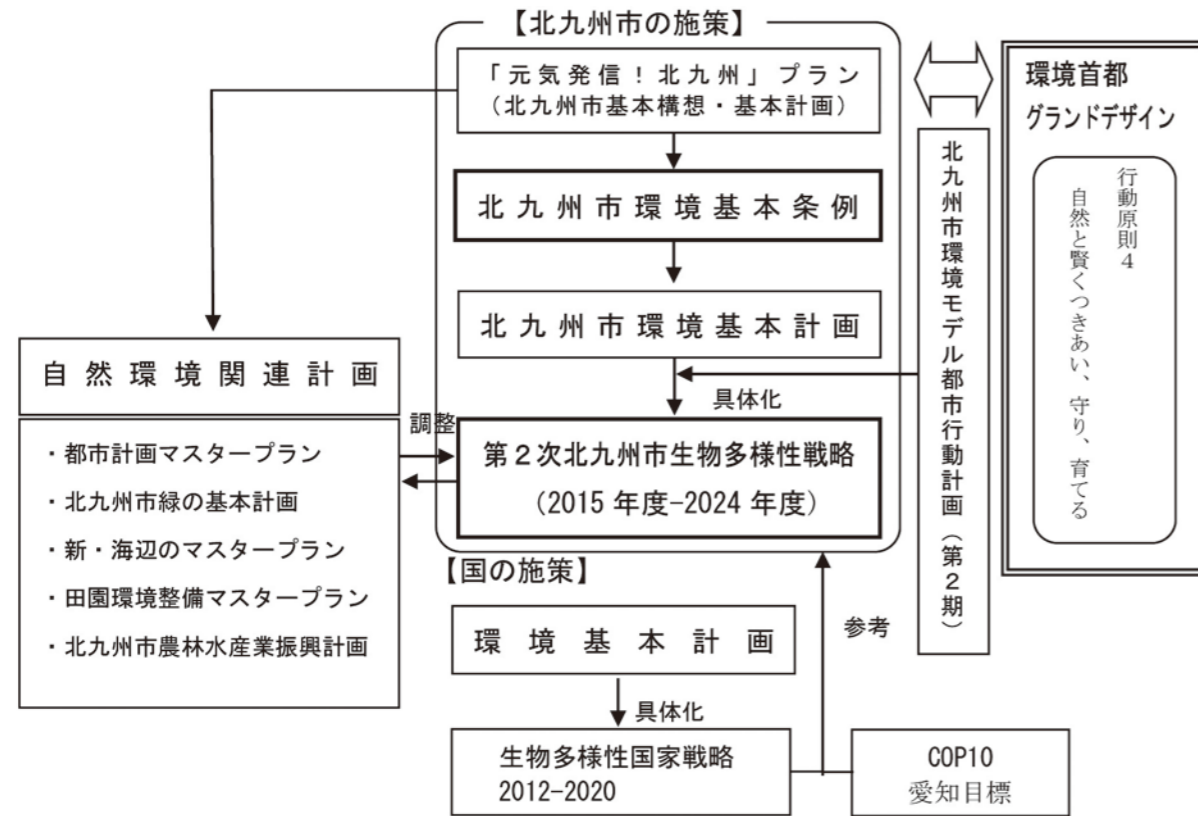 【北九州市の施策】
「元気発信！北九州」プラン
（北九州市基本構想・基本計画）
北九州市環境基本条例
北九州市環境基本計画
具体化
第２次北九州市生物多様性戦略
（2015 年度−2024 年度）
自然環境関連計画
・都市計画マスタープラン
・北九州市緑の基本計画
・新・海辺のマスタープラン
・田園環境整備マスタープラン
・北九州市農林水産業振興計画
調整
北九州市環境モデル都市行動計画（第２期）
環境首都
グランドデザイン
行動原則４
自然と賢くつきあい、守り、育てる
【国の施策】
環境基本計画
具体化
生物多様性国家戦略
2012−2020
参考
COP10
愛知目標